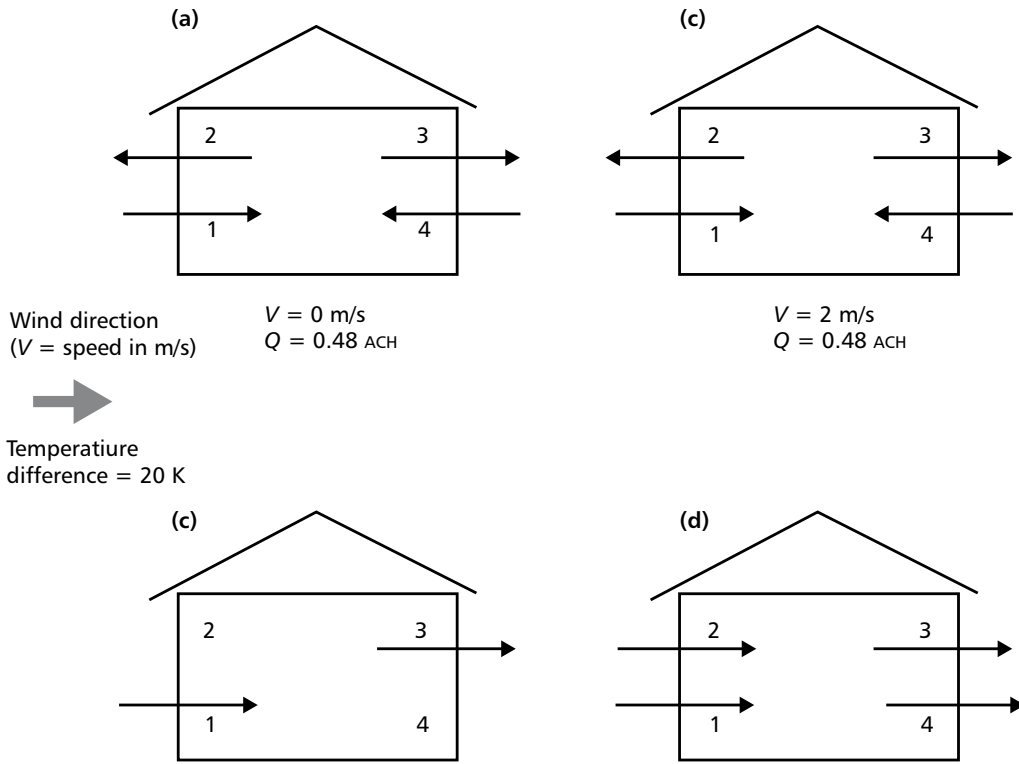 (a)
(c)
2
3
2
3
1
4
1
4
V = 0 m/s
Q = 0.48 ACH
V = 2 m/s
Q = 0.48 ACH
Wind direction
(V = speed in m/s)
Temperatiure
difference = 20 K
(c)
(d)
2
3
2
3
1
4
1
4